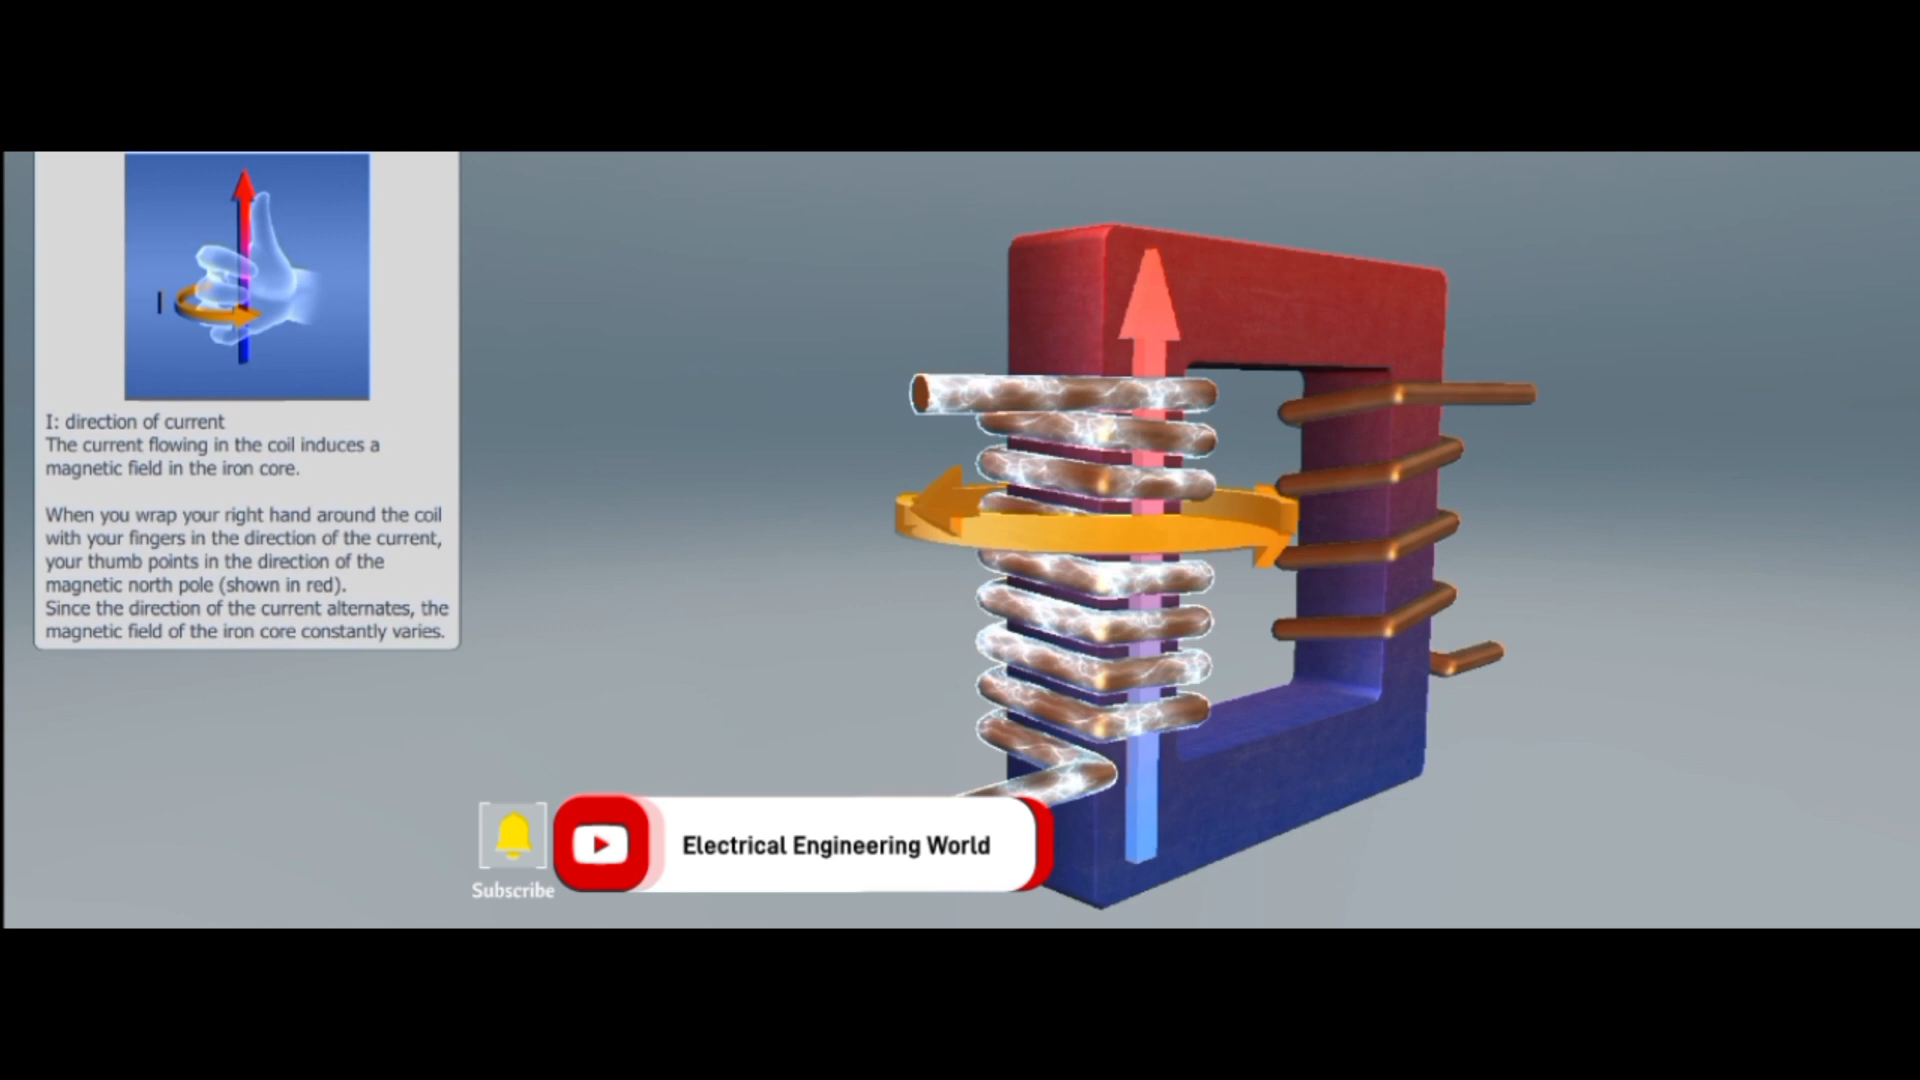 I
I: direction of current
The current flowing in the coil induces a
magnetic field in the iron core.
When you wrap your right hand around the coil
with your fingers in the direction of the current,
your thumb points in the direction of the
magnetic north pole (shown in red).
Since the direction of the current alternates, the
magnetic field of the iron core constantly varies.
Electrical Engineering World
Subscribe